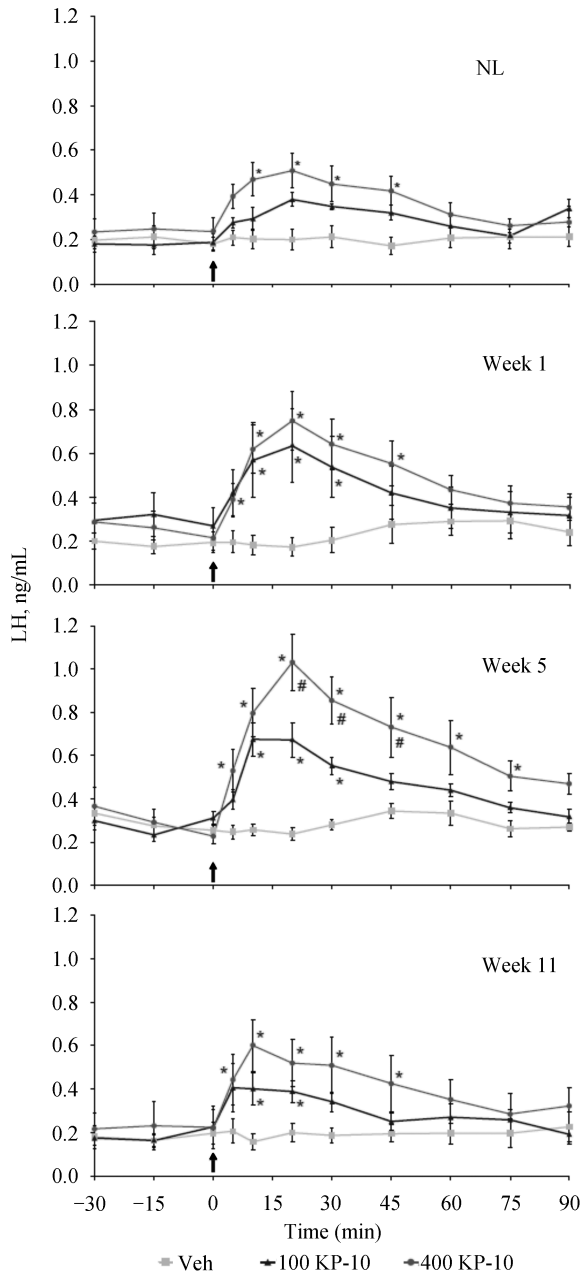 1.2
1.0
0.8
0.6
0.4
0.2
0.0
NL
* * * *
1.2
1.0
0.8
0.6
0.4
0.2
0.0
Week 1
* * * * *
* * *
LH, ng/mL
1.2
1.0
0.8
0.6
0.4
0.2
0.0
Week 5
* * * * * * *
# # #
* * *
1.2
1.0
0.8
0.6
0.4
0.2
0.0
Week 11
* * * * *
* *
−30 −15 0 15 30 45 60 75 90
Time (min)
Veh 100 KP-10 400 KP-10